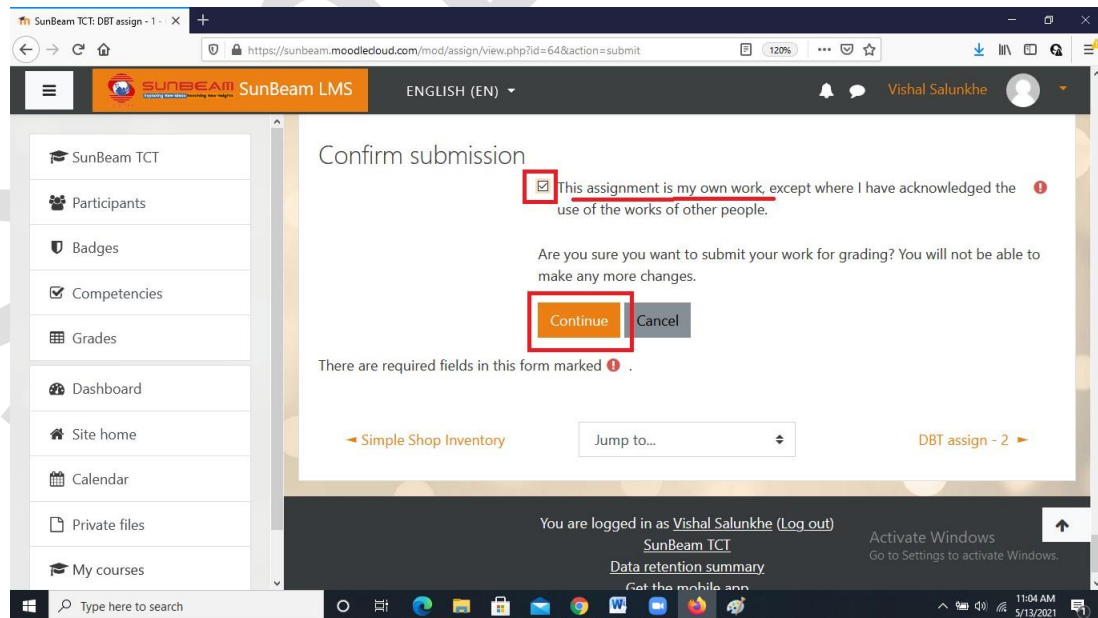 SunBeam TCT: DBT assign - 1 -
https://sunbeam.moodlecloud.com/mod/assign/view.php?id=64&action=submit
120%
SUNBEAM SunBeam LMS
ENGLISH (EN)
Vishal Salunkhe
SunBeam TCT
Participants
Badges
Competencies
Grades
Dashboard
Site home
Calendar
Private files
My courses
Confirm submission
This assignment is my own work, except where I have acknowledged the
use of the works of other people.
Are you sure you want to submit your work for grading? You will not be able to
make any more changes.
Continue Cancel
There are required fields in this form marked .
Simple Shop Inventory
Jump to...
DBT assign - 2
You are logged in as Vishal Salunkhe (Log out)
SunBeam TCT
Data retention summary
Get the mobile app
Activate Windows
Go to Settings to activate Windows.
Type here to search
11:04 AM
5/13/2021